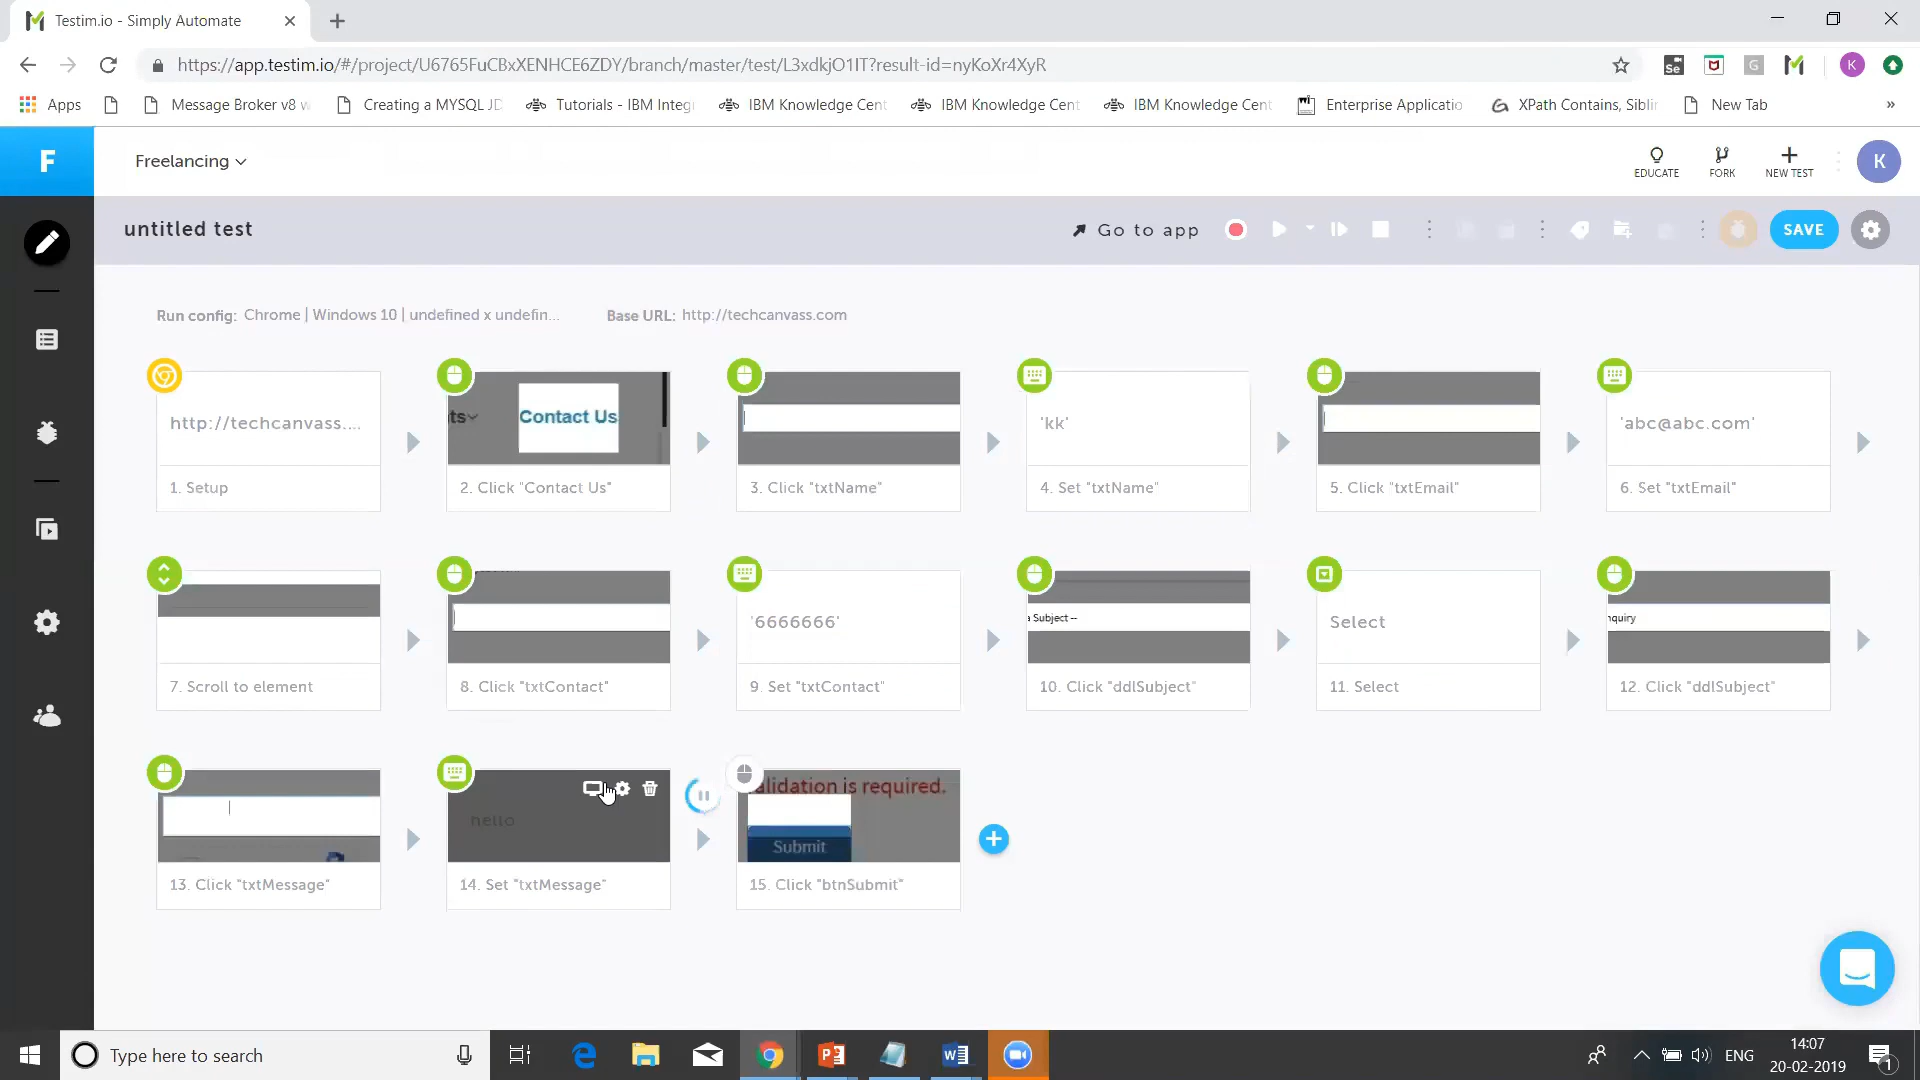 Testim.io - Simply Automate
https://app.testim.io/#/project/U6765FuCBxXENHCE6ZDY/branch/master/test/L3xdkjO1IT?result-id=nyKoXr4XyR
Se
G
K
Apps
Message Broker v8 w
Creating a MYSQL JD
Tutorials - IBM Integr
IBM Knowledge Cent
IBM Knowledge Cent
IBM Knowledge Cent
Enterprise Applicatio
XPath Contains, Siblin
New Tab
»
F
Freelancing
EDUCATE
FORK
NEW TEST
K
untitled test
Go to app
SAVE
Run config: Chrome | Windows 10 | undefined x undefin...
Base URL: http://techcanvass.com
http://techcanvass....
1. Setup
ts
Contact Us
2. Click "Contact Us"
3. Click "txtName"
'kk'
4. Set "txtName"
5. Click "txtEmail"
'abc@abc.com'
6. Set "txtEmail"
7. Scroll to element
8. Click "txtContact"
'6666666'
9. Set "txtContact"
a Subject --
10. Click "ddlSubject"
Select
11. Select
nquiry
12. Click "ddlSubject"
13. Click "txtMessage"
hello
14. Set "txtMessage"
alidation is required.
Submit
15. Click "btnSubmit"
Type here to search
ENG
14:07
20-02-2019
1